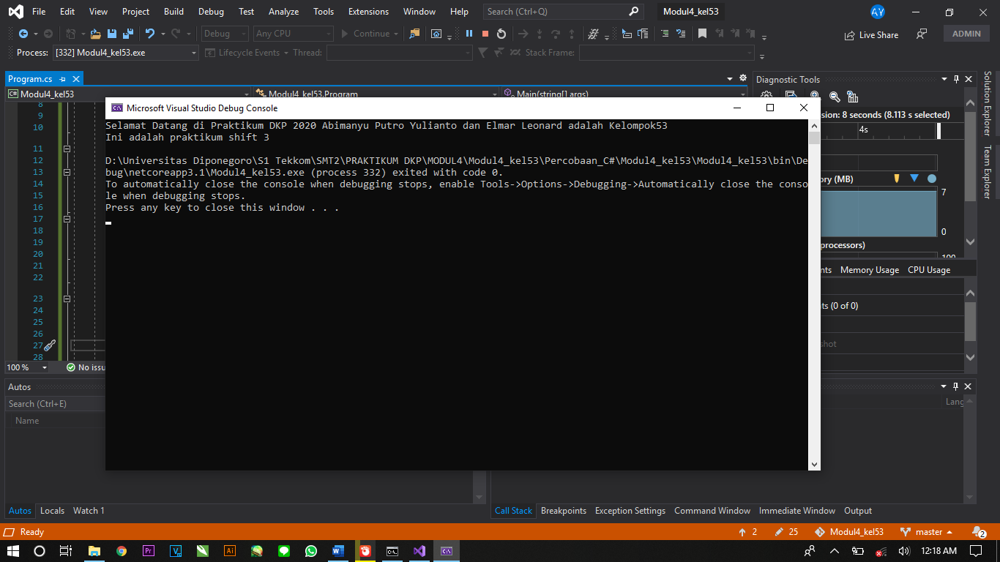 File Edit View Project Build Debug Test Analyze Tools Extensions Window Help Search (Ctrl+Q) Modul4_kel53 AY
Debug Any CPU Continue Live Share ADMIN
Process: [332] Modul4_kel53.exe Lifecycle Events Thread: Stack Frame:
Program.cs
Diagnostic Tools
Solution Explorer
Team Explorer
C# Modul4_kel53 Modul4_kel53.Program Main(string[] args)
8
9
10
11
12
13
14
15
16
17
18
19
20
21
22
23
24
25
26
27
28
Microsoft Visual Studio Debug Console
Selamat Datang di Praktikum DKP 2020 Abimanyu Putro Yulianto dan Elmar Leonard adalah Kelompok53
Ini adalah praktikum shift 3
D:\Universitas Diponegoro\S1 Tekkom\SMT2\PRAKTIKUM DKP\MODUL4\Modul4_kel53\Percobaan_C#\Modul4_kel53\Modul4_kel53\bin\De
bug\netcoreapp3.1\Modul4_kel53.exe (process 332) exited with code 0.
To automatically close the console when debugging stops, enable Tools->Options->Debugging->Automatically close the conso
le when debugging stops.
Press any key to close this window . . .
sion: 8 seconds (8.113 s selected)
4s
ory (MB)
7
0
processors)
100
nts Memory Usage CPU Usage
ts (0 of 0)
shot
100 % No issu
Autos
Search (Ctrl+E)
Name
Lang
Autos Locals Watch 1
Call Stack Breakpoints Exception Settings Command Window Immediate Window Output
Ready 2 25 Modul4_kel53 master 2
Pr Ai 12:18 AM